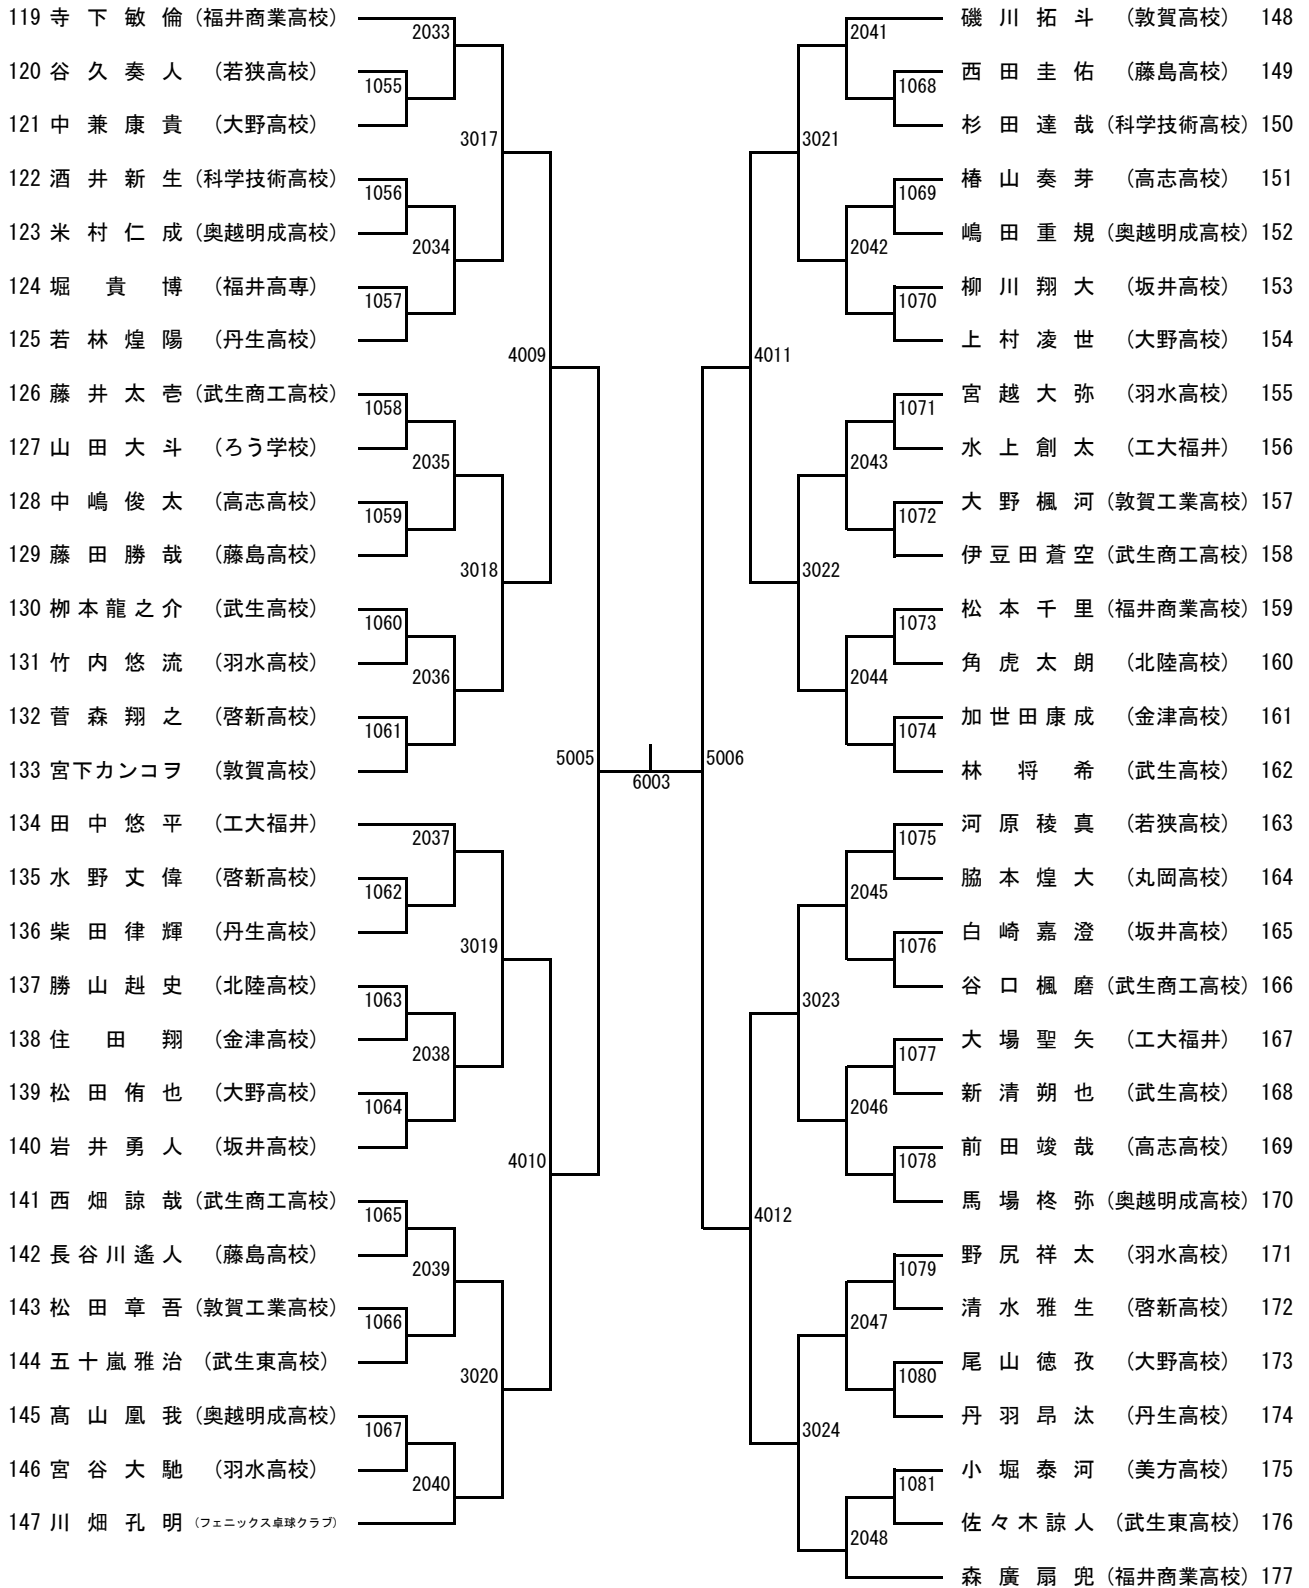 119 寺下敏倫 (福井商業高校)
120 谷久奏人 (若狭高校)
121 中兼康貴 (大野高校)
122 酒井新生 (科学技術高校)
123 米村仁成 (奥越明成高校)
124 堀貴博 (福井高専)
125 若林煌陽 (丹生高校)
126 藤井太壱 (武生商工高校)
127 山田大斗 (ろう学校)
128 中嶋俊太 (高志高校)
129 藤田勝哉 (藤島高校)
130 栁本龍之介 (武生高校)
131 竹内悠流 (羽水高校)
132 菅森翔之 (啓新高校)
133 宮下カンコヲ (敦賀高校)
134 田中悠平 (工大福井)
135 水野丈偉 (啓新高校)
136 柴田律輝 (丹生高校)
137 勝山赳史 (北陸高校)
138 住田翔 (金津高校)
139 松田侑也 (大野高校)
140 岩井勇人 (坂井高校)
141 西畑諒哉 (武生商工高校)
142 長谷川遙人 (藤島高校)
143 松田章吾 (敦賀工業高校)
144 五十嵐雅治 (武生東高校)
145 髙山凰我 (奥越明成高校)
146 宮谷大馳 (羽水高校)
147 川畑孔明 (フェニックス卓球クラブ)
1055
1056
1057
1058
1059
1060
1061
1062
1063
1064
1065
1066
1067
2033
2034
2035
2036
2037
2038
2039
2040
3017
3018
3019
3020
4009
4010
5005
6003
5006
4011
4012
3021
3022
3023
3024
2041
2042
2043
2044
2045
2046
2047
2048
1068
1069
1070
1071
1072
1073
1074
1075
1076
1077
1078
1079
1080
1081
磯川拓斗 (敦賀高校) 148
西田圭佑 (藤島高校) 149
杉田達哉 (科学技術高校) 150
椿山奏芽 (高志高校) 151
嶋田重規 (奥越明成高校) 152
柳川翔大 (坂井高校) 153
上村凌世 (大野高校) 154
宮越大弥 (羽水高校) 155
水上創太 (工大福井) 156
大野楓河 (敦賀工業高校) 157
伊豆田蒼空 (武生商工高校) 158
松本千里 (福井商業高校) 159
角虎太朗 (北陸高校) 160
加世田康成 (金津高校) 161
林将希 (武生高校) 162
河原稜真 (若狭高校) 163
脇本煌大 (丸岡高校) 164
白崎嘉澄 (坂井高校) 165
谷口楓磨 (武生商工高校) 166
大場聖矢 (工大福井) 167
新清朔也 (武生高校) 168
前田竣哉 (高志高校) 169
馬場柊弥 (奥越明成高校) 170
野尻祥太 (羽水高校) 171
清水雅生 (啓新高校) 172
尾山徳孜 (大野高校) 173
丹羽昂汰 (丹生高校) 174
小堀泰河 (美方高校) 175
佐々木諒人 (武生東高校) 176
森廣扇兜 (福井商業高校) 177